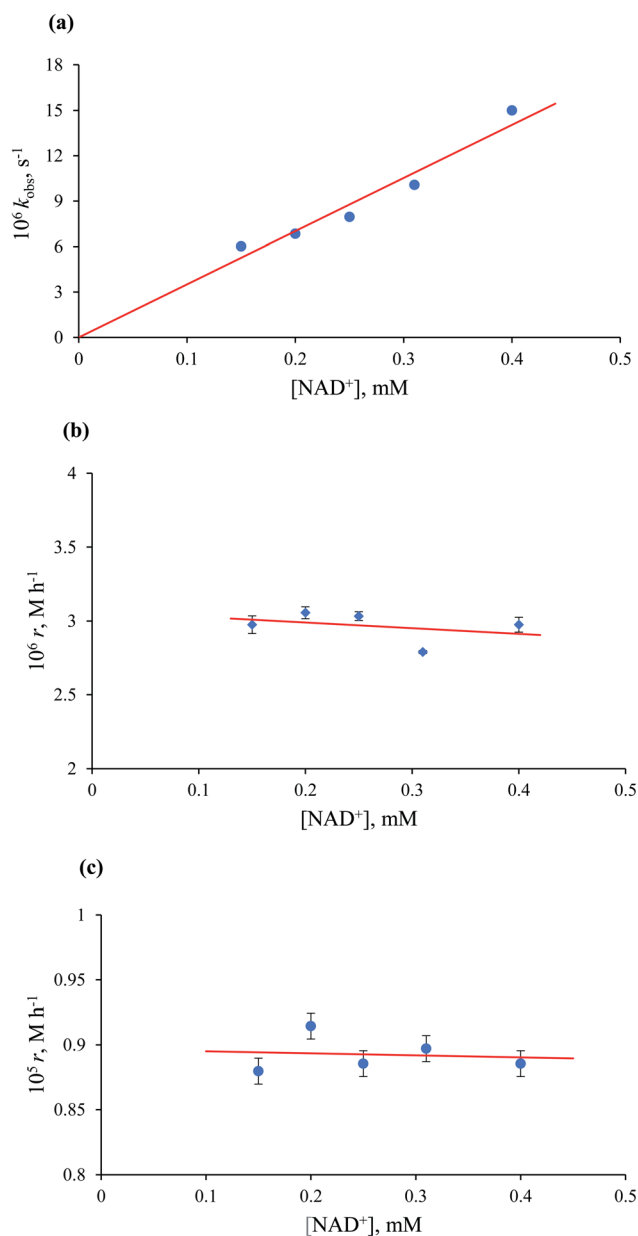 (a)
18
15
12
9
6
3
0
10⁶ k_obs, s⁻¹
0 0.1 0.2 0.3 0.4 0.5
[NAD⁺], mM
(b)
4
3.5
3
2.5
2
10⁶ r, M h⁻¹
0 0.1 0.2 0.3 0.4 0.5
[NAD⁺], mM
(c)
1
0.95
0.9
0.85
0.8
10⁵ r, M h⁻¹
0 0.1 0.2 0.3 0.4 0.5
[NAD⁺], mM